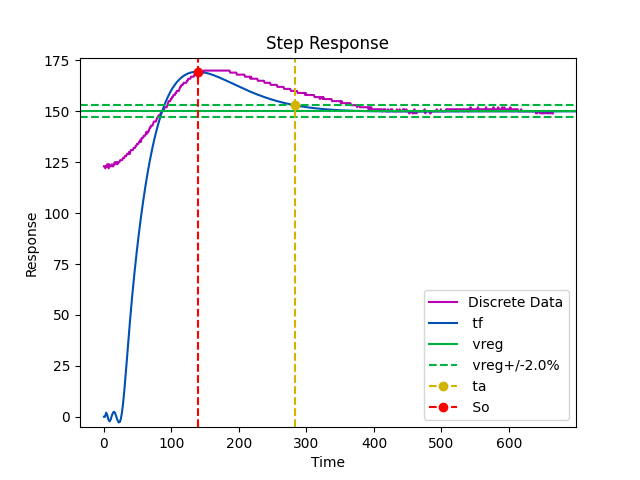 Step Response
175
150
125
100
75
50
25
0
Response
0 100 200 300 400 500 600
Time
Discrete Data
tf
vreg
vreg+/-2.0%
ta
So